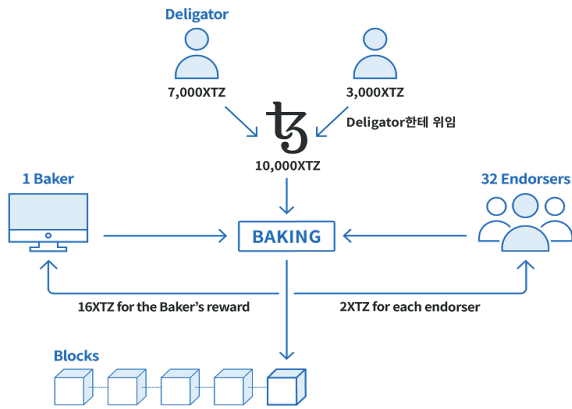 Deligator
7,000XTZ
3,000XTZ
Deligator한테 위임
10,000XTZ
1 Baker
32 Endorsers
BAKING
16XTZ for the Baker's reward
2XTZ for each endorser
Blocks